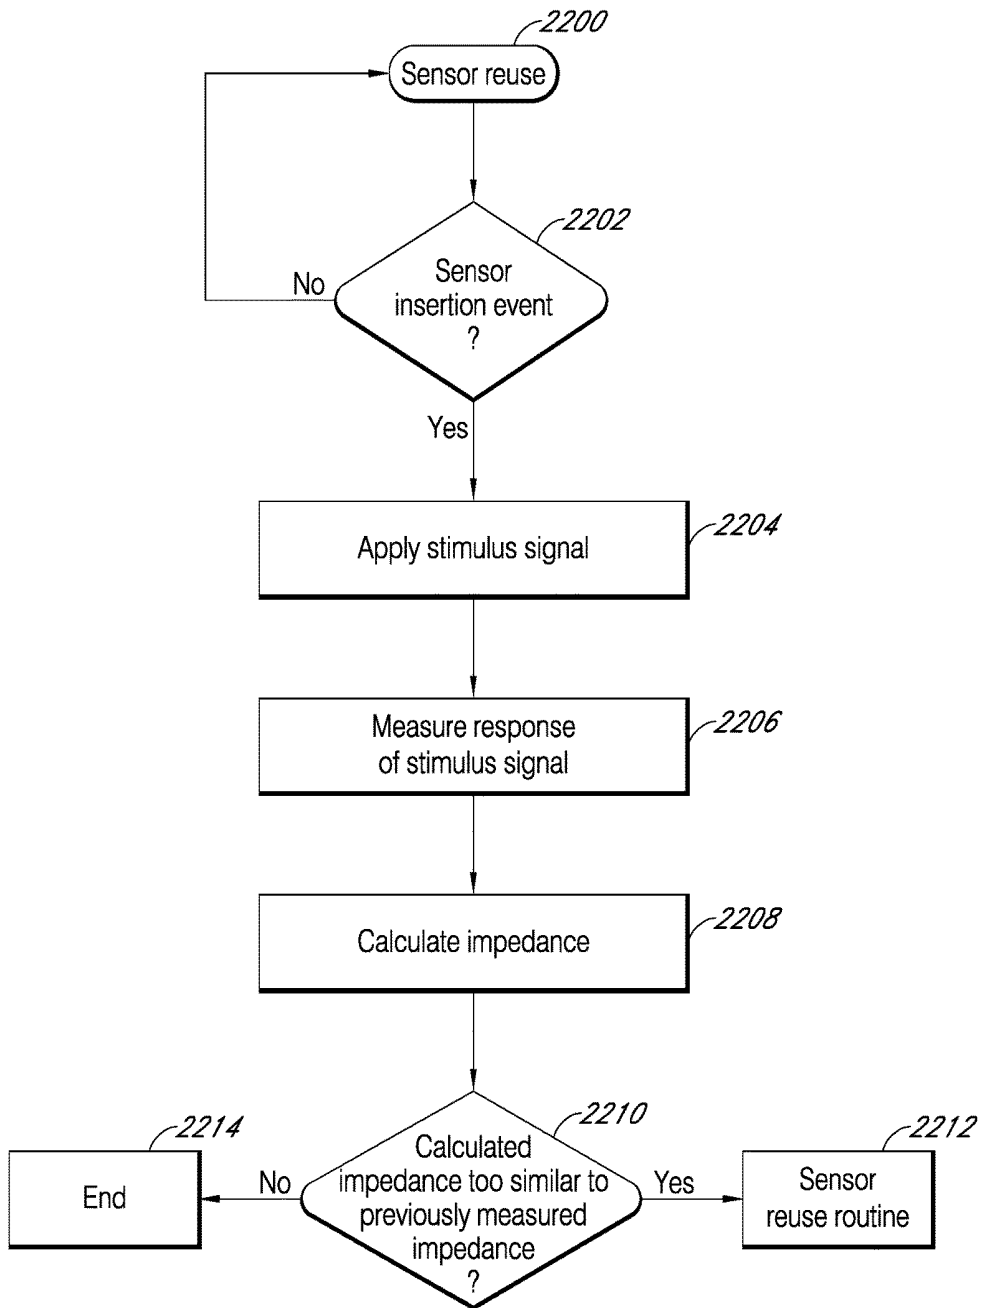 2200
Sensor reuse
2202
Sensor
insertion event
?
No
Yes
2204
Apply stimulus signal
2206
Measure response
of stimulus signal
2208
Calculate impedance
2210
Calculated
impedance too similar to
previously measured
impedance
?
No
Yes
2214
End
2212
Sensor
reuse routine